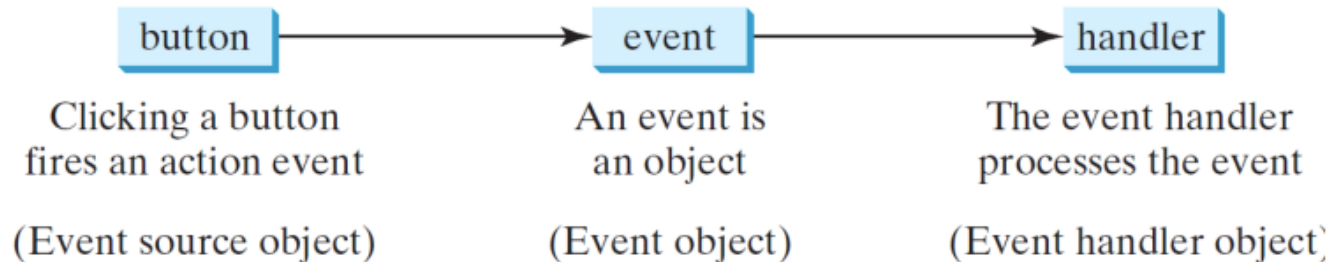 button
event
handler
Clicking a button
fires an action event
An event is
an object
The event handler
processes the event
(Event source object)
(Event object)
(Event handler object)